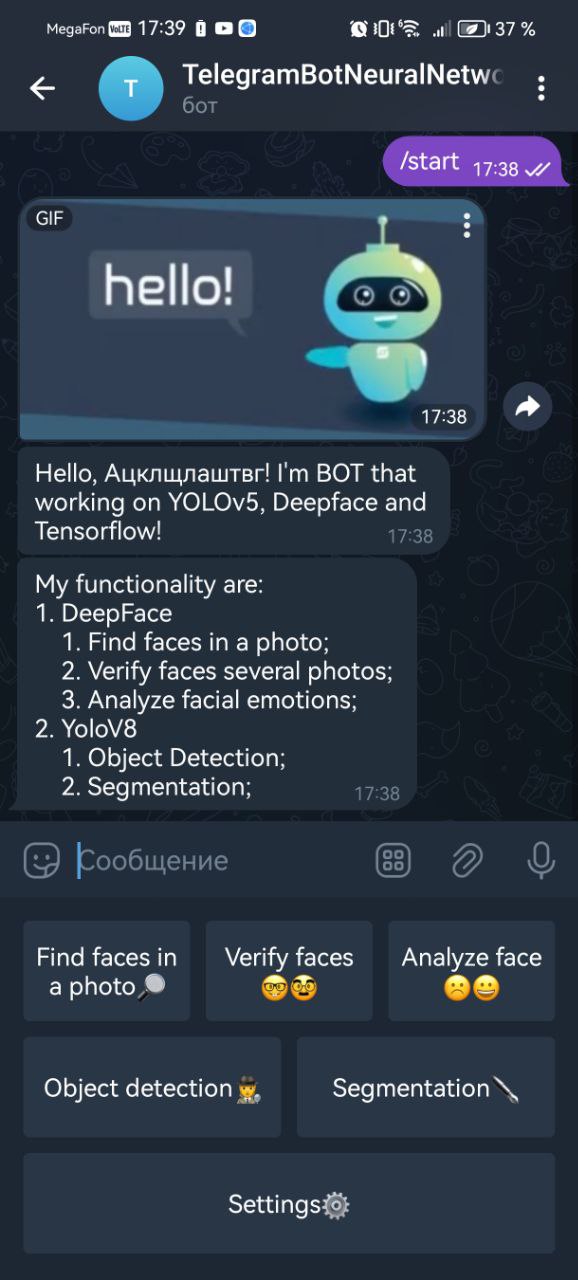 MegaFon VoLTE 17:39 37 %
T
TelegramBotNeuralNetwo
бот
/start 17:38
GIF
hello!
17:38
Hello, Ацклщлаштвг! I'm BOT that
working on YOLOv5, Deepface and
Tensorflow!
17:38
My functionality are:
1. DeepFace
1. Find faces in a photo;
2. Verify faces several photos;
3. Analyze facial emotions;
2. YoloV8
1. Object Detection;
2. Segmentation;
17:38
Сообщение
Find faces in
a photo🔎
Verify faces
🤓🥸
Analyze face
☹️😀
Object detection🕵️
Segmentation🔪
Settings⚙️